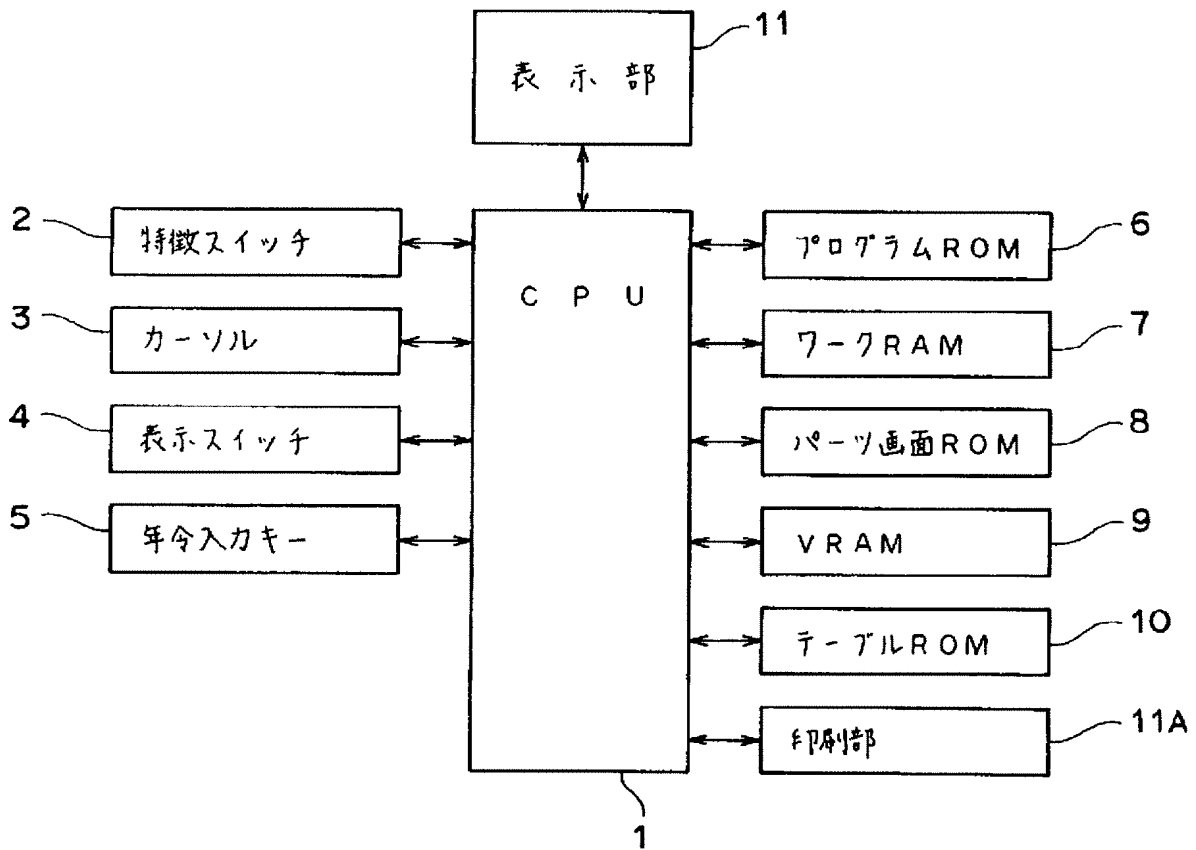 11
表示部
2
特徴スイッチ
3
カーソル
4
表示スイッチ
5
年令入力キー
CPU
1
プログラムROM
6
ワークRAM
7
パーツ画面ROM
8
VRAM
9
テーブルROM
10
印刷部
11A